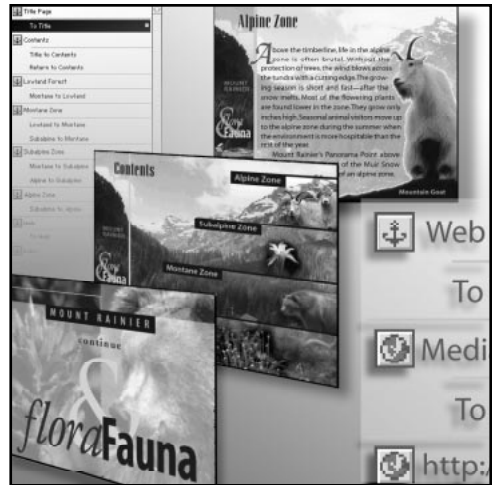 Title Page
To Title
Contents
Title to Contents
Return to Contents
Lowland Forest
Montane to Lowland
Montane Zone
Lowland to Montane
Subalpine to Montane
Subalpine Zone
Montane to Subalpine
Alpine to Subalpine
Alpine Zone
Subalpine to Alpine
Alpine Zone
Above the timberline, life in the alpine
zone is often brutal. Without the
protection of trees, the wind blows across
the tundra with a cutting edge. The grow-
ing season is short and fast—after the
snow melts. Most of the flowering plants
are found lower in the zone. They grow only
inches high. Seasonal animal visitors move up
to the alpine zone during the summer when
the environment is more hospitable than
the rest of the year.
Mount Rainier's Panorama Point above
of the Muir Snow
of an alpine zone.
MOUNT
RAINIER
Flora
&
Fauna
Mountain Goat
Contents
Alpine Zone
Subalpine Zone
Montane Zone
MOUNT
RAINIER
Flora
&
Fauna
MOUNT RAINIER
continue
&
floraFauna
Web
To
Medi
To
http:/